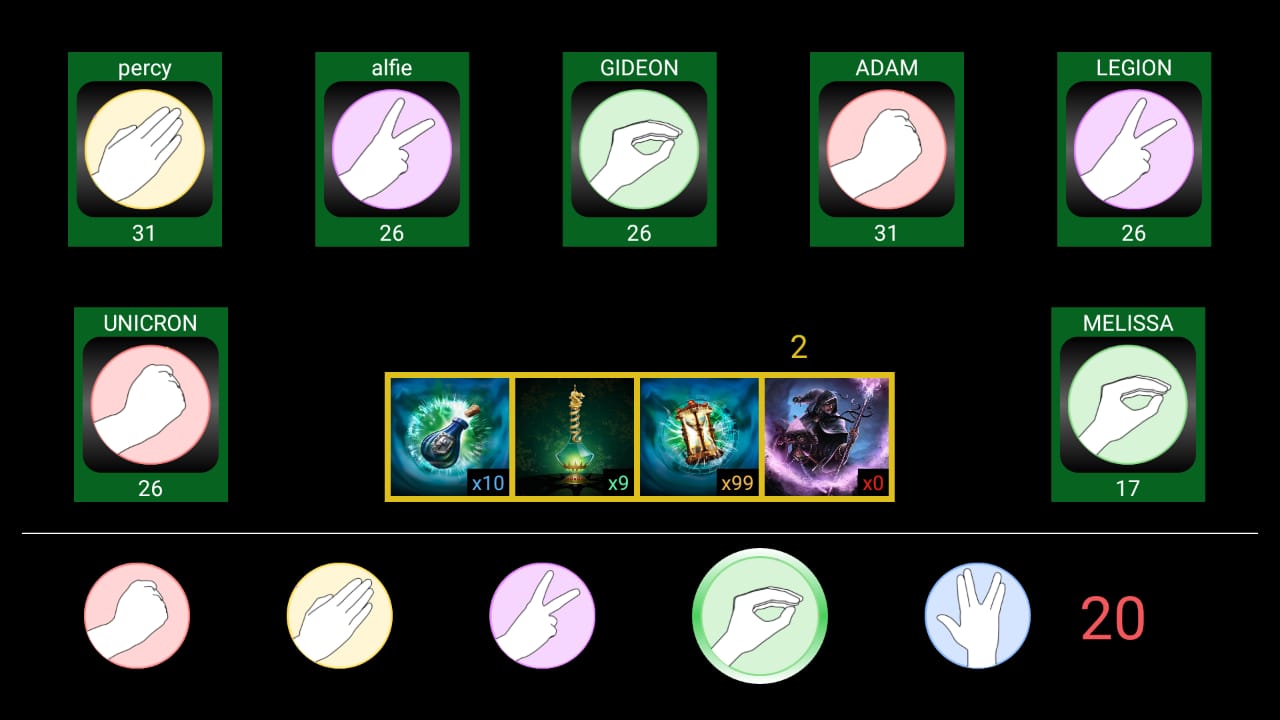 percy
alfie
GIDEON
ADAM
LEGION
31
26
26
31
26
UNICRON
MELISSA
2
x10
x9
x99
x0
26
17
20